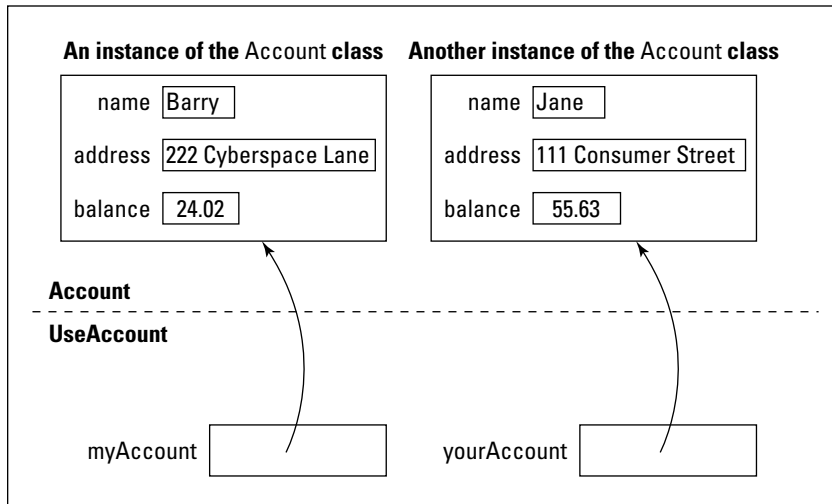 An instance of the Account class
Another instance of the Account class
name Barry
address 222 Cyberspace Lane
balance 24.02
name Jane
address 111 Consumer Street
balance 55.63
Account
UseAccount
myAccount
yourAccount